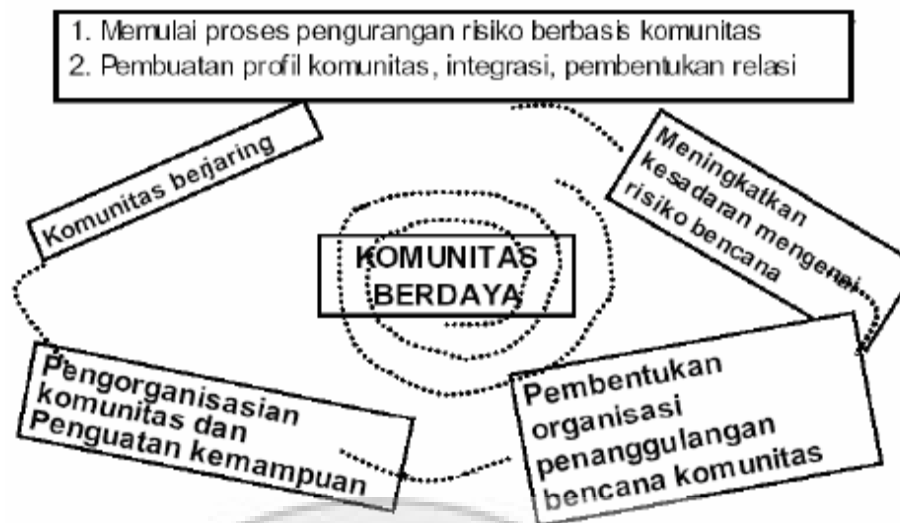 1. Memulai proses pengurangan risiko berbasis komunitas
2. Pembuatan profil komunitas, integrasi, pembentukan relasi
Komunitas berjaring
Meningkatkan
kesadaran mengenai
risiko bencana
KOMUNITAS
BERDAYA
Pengorganisasian
komunitas dan
Penguatan kemampuan
Pembentukan
organisasi
penanggulangan
bencana komunitas